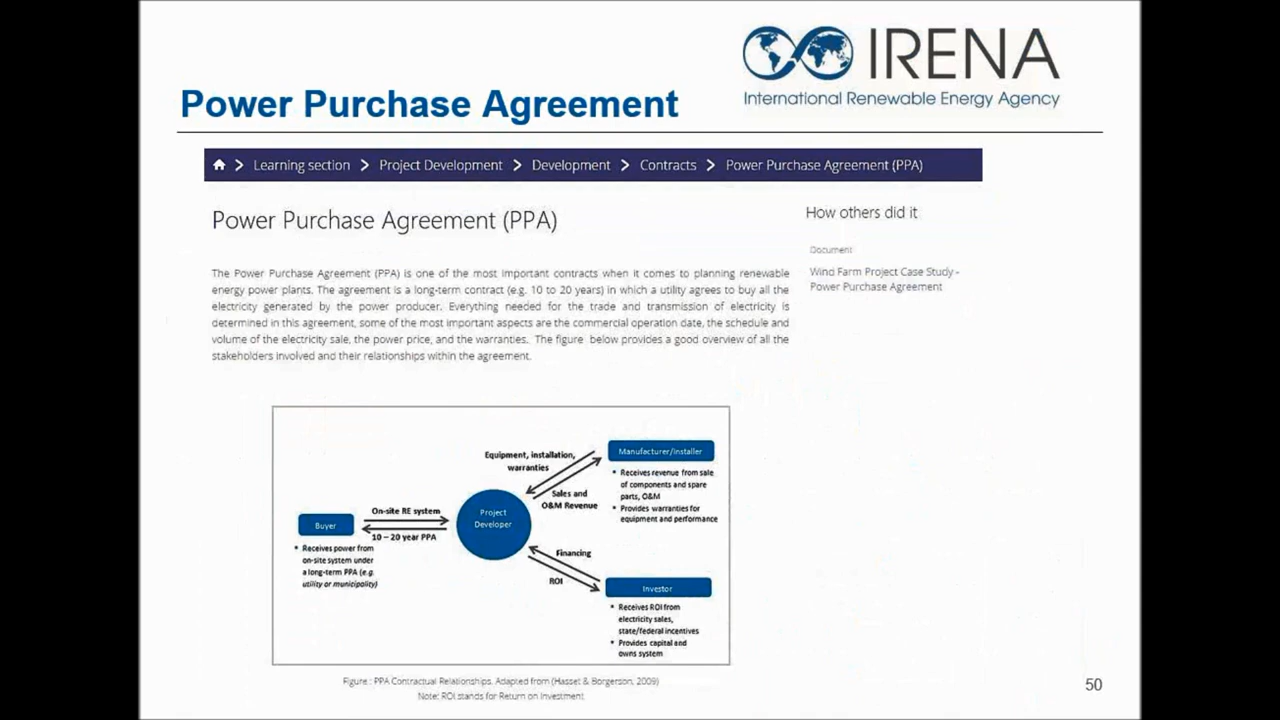 IRENA
International Renewable Energy Agency
Power Purchase Agreement
Learning section > Project Development > Development > Contracts > Power Purchase Agreement (PPA)
Power Purchase Agreement (PPA)
How others did it
Document
Wind Farm Project Case Study -
Power Purchase Agreement
The Power Purchase Agreement (PPA) is one of the most important contracts when it comes to planning renewable
energy power plants. The agreement is a long-term contract (e.g. 10 to 20 years) in which a utility agrees to buy all the
electricity generated by the power producer. Everything needed for the trade and transmission of electricity is
determined in this agreement, some of the most important aspects are the commercial operation date, the schedule and
volume of the electricity sale, the power price, and the warranties. The figure below provides a good overview of all the
stakeholders involved and their relationships within the agreement.
Buyer
▪ Receives power from
on-site system under
a long-term PPA (e.g.
utility or municipality)
On-site RE system
10 – 20 year PPA
Project
Developer
Equipment, installation,
warranties
Sales and
O&M Revenue
Manufacturer/Installer
▪ Receives revenue from sale
of components and spare
parts, O&M
▪ Provides warranties for
equipment and performance
Financing
ROI
Investor
▪ Receives ROI from
electricity sales,
state/federal incentives
▪ Provides capital and
owns system
Figure : PPA Contractual Relationships. Adapted from (Hasset & Borgerson, 2009)
Note: ROI stands for Return on Investment.
50